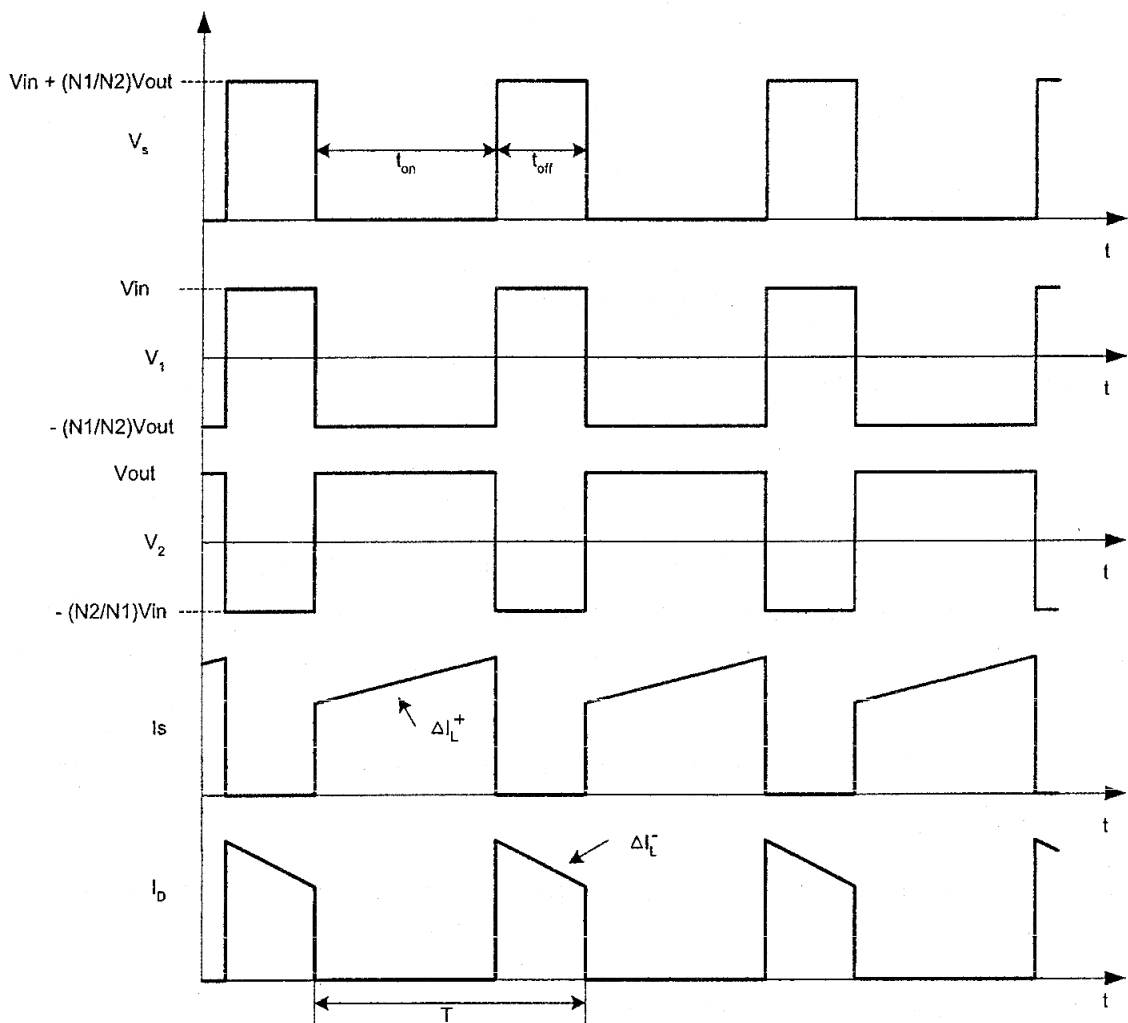 Vin + (N1/N2)Vout
Vs
ton
toff
t
Vin
V1
t
- (N1/N2)Vout
Vout
V2
t
- (N2/N1)Vin
Is
ΔIL+
t
ΔIL-
ID
t
T